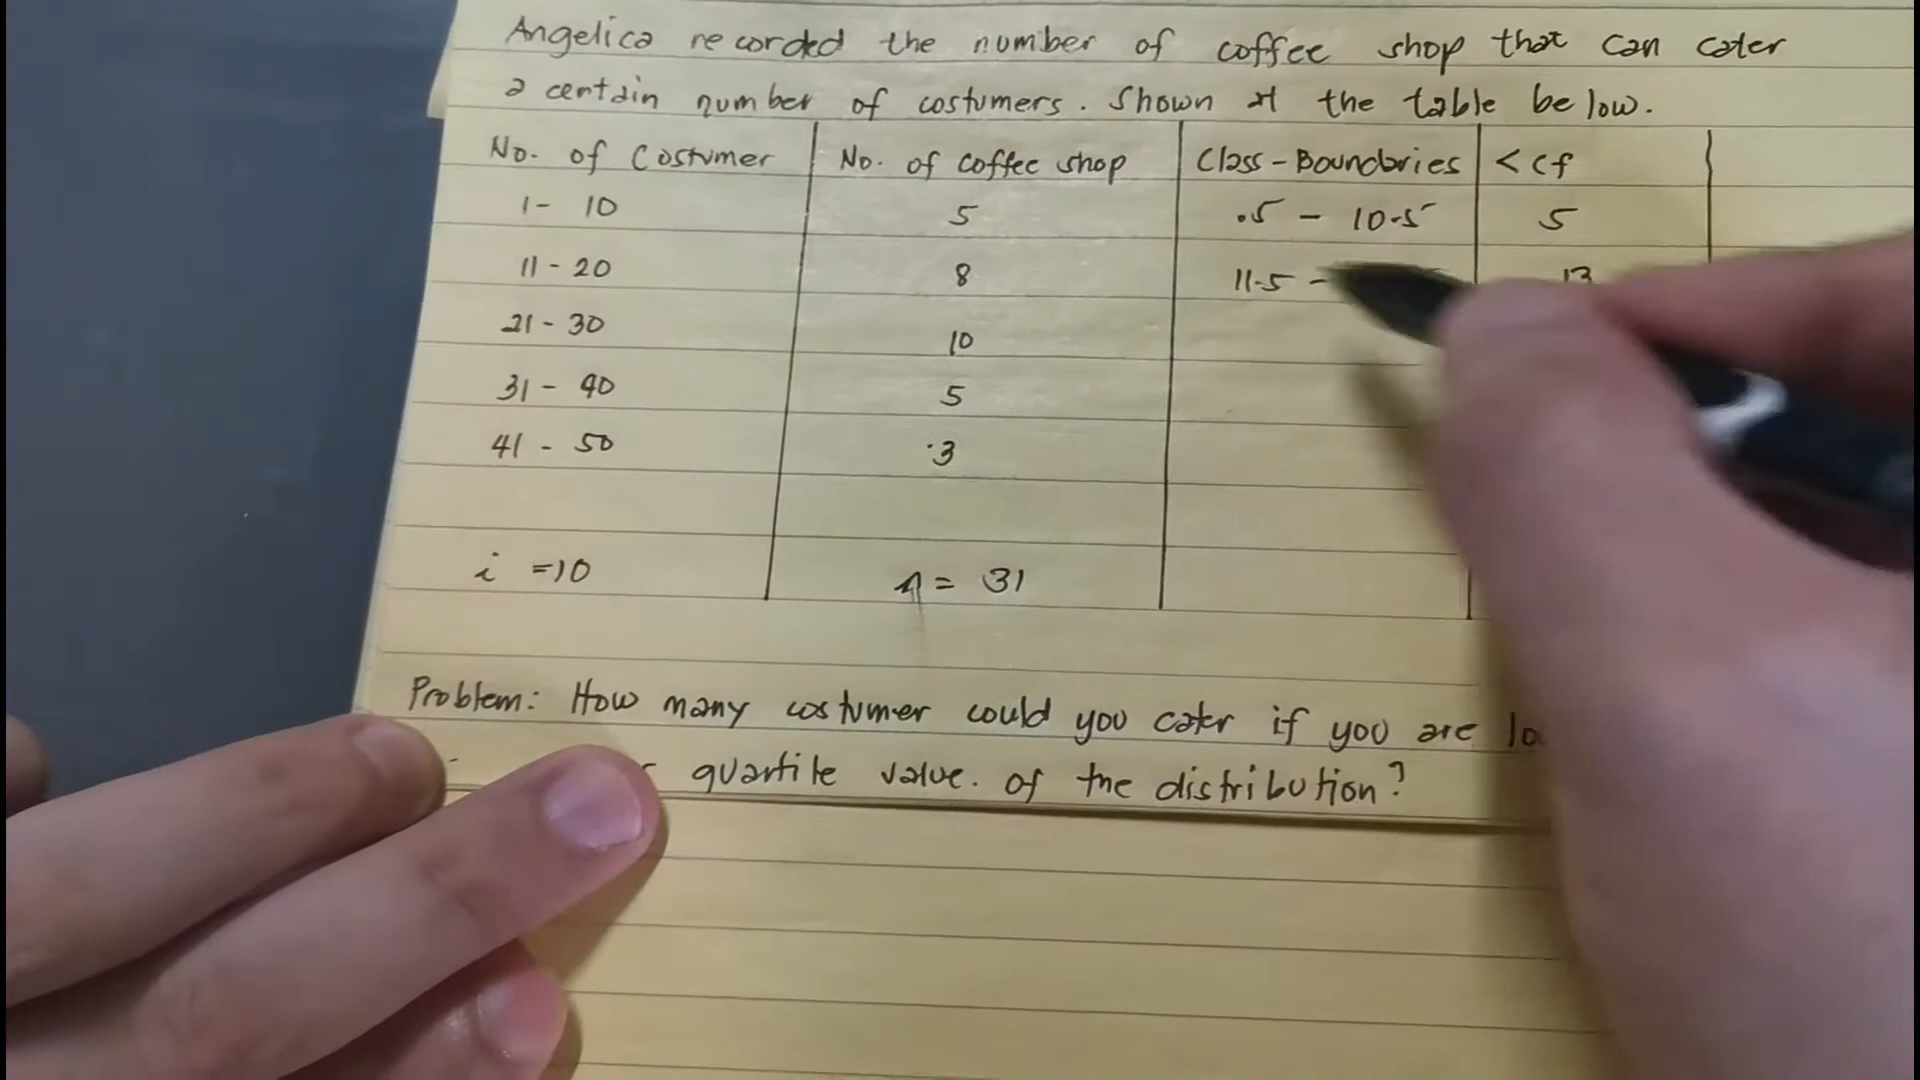 Angelica recorded the number of coffee shop that can cater
a certain number of costumers. Shown at the table below.
No. of Costumer No. of coffee shop Class-Boundaries <cf
1- 10 5 .5 - 10.5 5
11-20 8 11.5 - 13
21-30 10
31-40 5
41-50 3
i =10 n= 31
Problem: How many costumer could you cater if you are
quartile value. of the distribution?